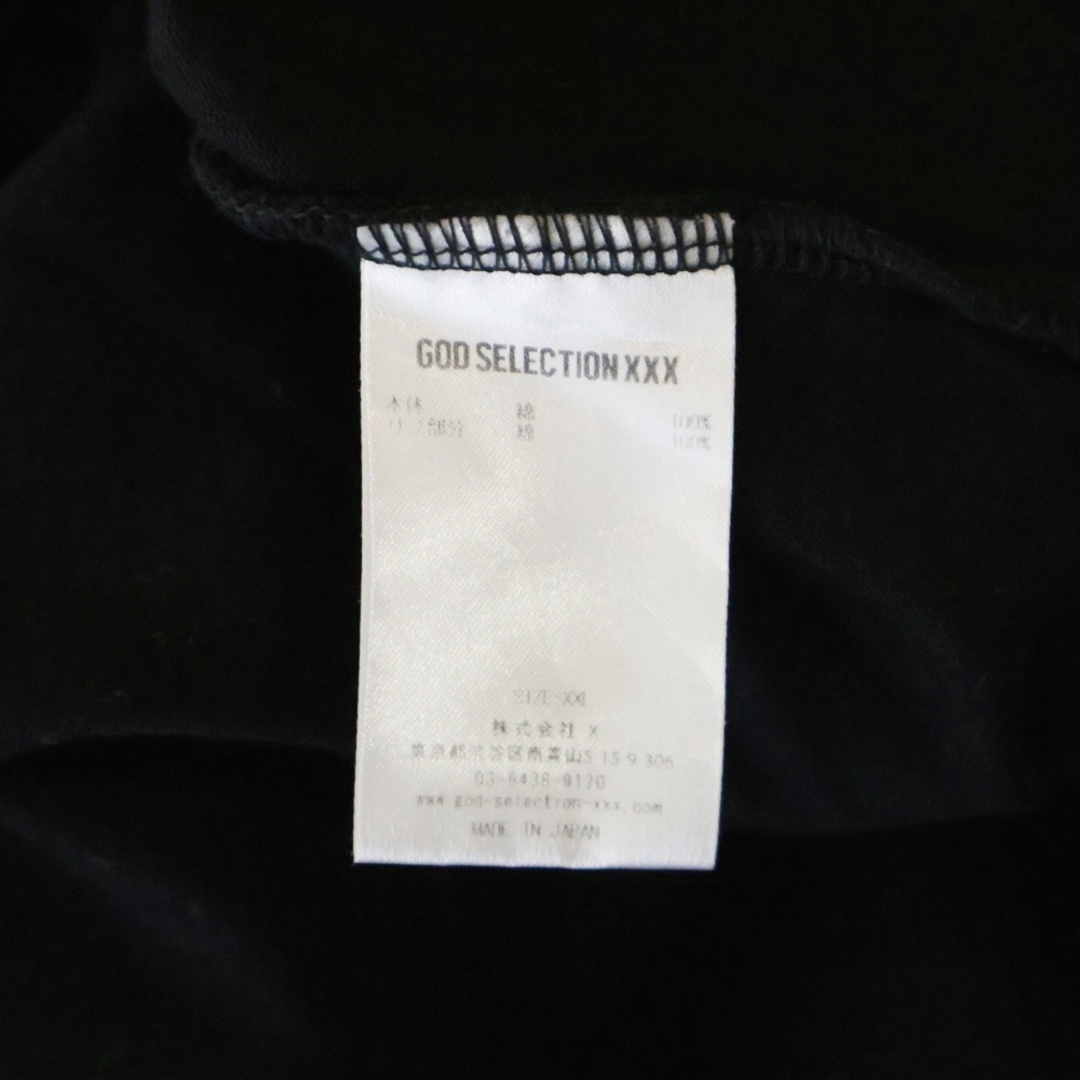 GOD SELECTION XXX
本体 綿 100%
リブ部分 綿 100%
SIZE XXL
株式会社 X
東京都渋谷区南青山5 15 9 306
03-6438-9170
www.god-selection-xxx.com
MADE IN JAPAN